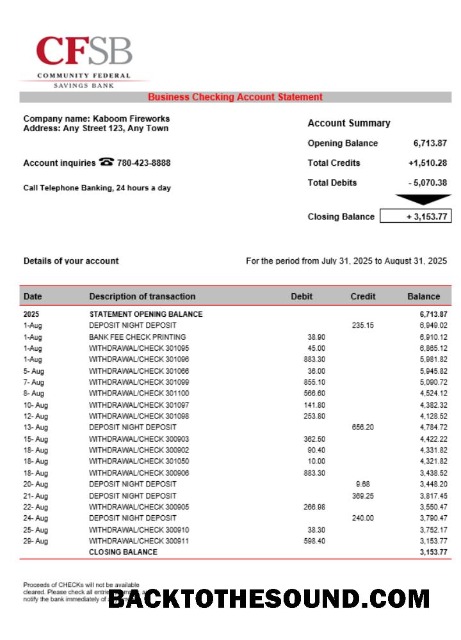 CFSB
COMMUNITY FEDERAL
SAVINGS BANK
Business Checking Account Statement
Company name: Kaboom Fireworks
Address: Any Street 123, Any Town
Account inquiries ☎ 780-423-8888
Call Telephone Banking, 24 hours a day
Account Summary
Opening Balance 6,713.87
Total Credits +1,510.28
Total Debits - 5,070.38
Closing Balance + 3,153.77
Details of your account For the period from July 31, 2025 to August 31, 2025
Date Description of transaction Debit Credit Balance
2025 STATEMENT OPENING BALANCE 6,713.87
1-Aug DEPOSIT NIGHT DEPOSIT 235.15 6,949.02
1-Aug BANK FEE CHECK PRINTING 38.90 6,910.12
1-Aug WITHDRAWAL/CHECK 301095 45.00 6,865.12
1-Aug WITHDRAWAL/CHECK 301096 883.30 5,981.82
5- Aug WITHDRAWAL/CHECK 301066 36.00 5,945.82
7- Aug WITHDRAWAL/CHECK 301099 855.10 5,090.72
8- Aug WITHDRAWAL/CHECK 301100 566.60 4,524.12
10- Aug WITHDRAWAL/CHECK 301097 141.80 4,382.32
12- Aug WITHDRAWAL/CHECK 301098 253.80 4,128.52
13- Aug DEPOSIT NIGHT DEPOSIT 656.20 4,784.72
15- Aug WITHDRAWAL/CHECK 300903 362.50 4,422.22
18- Aug WITHDRAWAL/CHECK 300902 90.40 4,331.82
18- Aug WITHDRAWAL/CHECK 301050 10.00 4,321.82
18- Aug WITHDRAWAL/CHECK 300906 883.30 3,438.52
20- Aug DEPOSIT NIGHT DEPOSIT 9.68 3,448.20
21- Aug DEPOSIT NIGHT DEPOSIT 369.25 3,817.45
22- Aug WITHDRAWAL/CHECK 300905 266.98 3,550.47
24- Aug DEPOSIT NIGHT DEPOSIT 240.00 3,790.47
25- Aug WITHDRAWAL/CHECK 300910 38.30 3,752.17
29- Aug WITHDRAWAL/CHECK 300911 598.40 3,153.77
CLOSING BALANCE 3,153.77
Proceeds of CHECKs will not be available
cleared. Please check all
notify the bank immediately of
BACKTOTHESOUND.COM